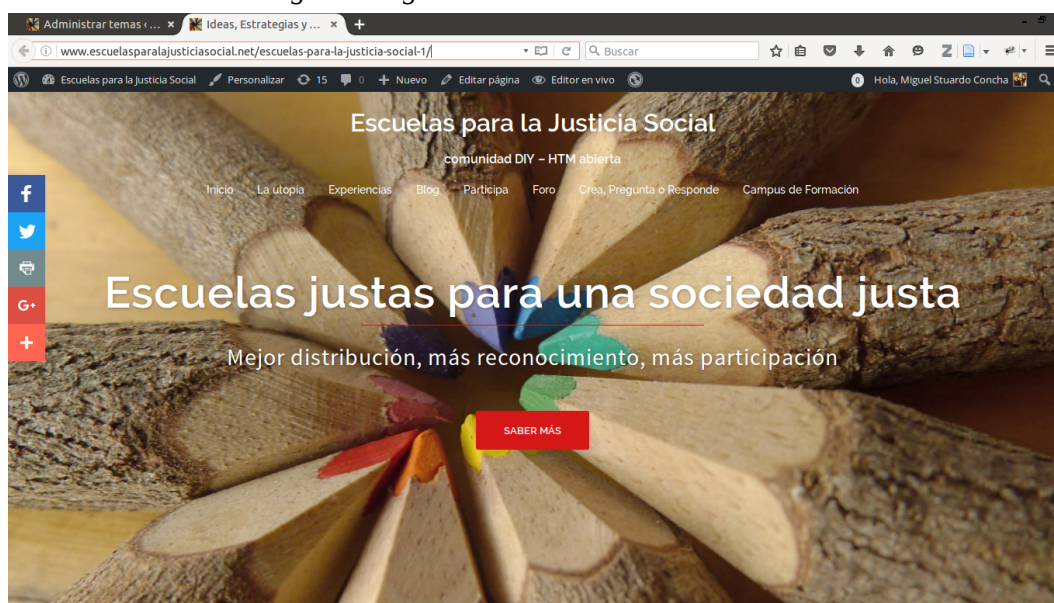 Administrar temas ‹ ... ×
Ideas, Estrategias y ... ×
www.escuelasparalajusticiasocial.net/escuelas-para-la-justicia-social-1/
Buscar
Escuelas para la Justicia Social
Personalizar
15
0
Nuevo
Editar página
Editor en vivo
0
Hola, Miguel Stuardo Concha
Escuelas para la Justicia Social
comunidad DIY – HTM abierta
Inicio La utopía Experiencias Blog Participa Foro Crea, Pregunta o Responde Campus de Formación
Escuelas justas para una sociedad justa
Mejor distribución, más reconocimiento, más participación
SABER MÁS